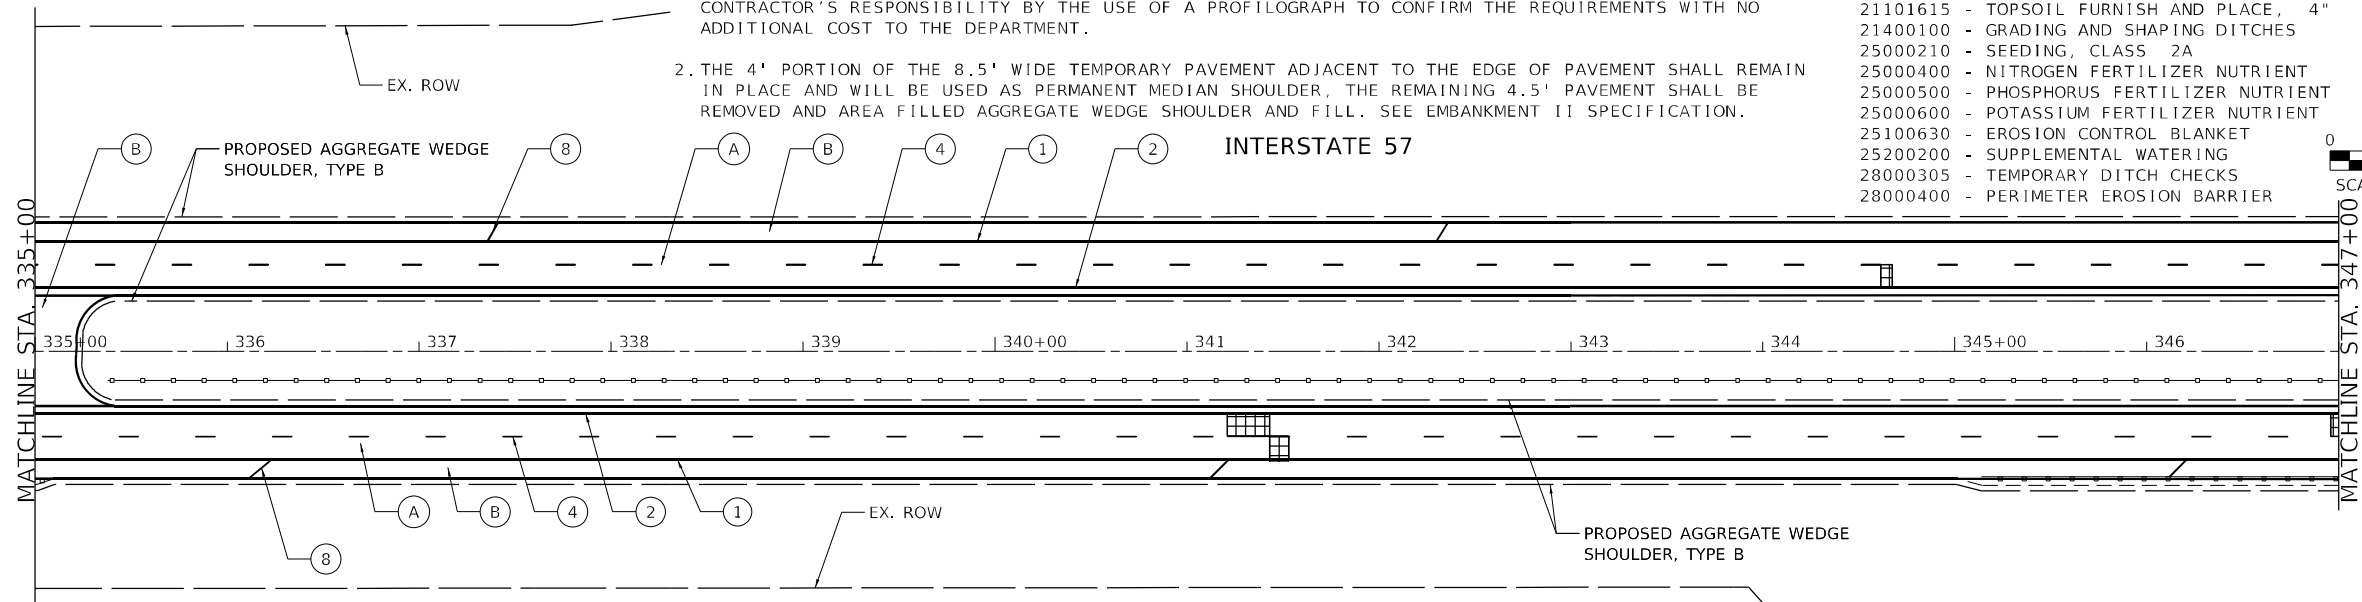 CONTRACTOR'S RESPONSIBILITY BY THE USE OF A PROFILOGRAPH TO CONFIRM THE REQUIREMENTS WITH NO
ADDITIONAL COST TO THE DEPARTMENT.
2. THE 4' PORTION OF THE 8.5' WIDE TEMPORARY PAVEMENT ADJACENT TO THE EDGE OF PAVEMENT SHALL REMAIN
IN PLACE AND WILL BE USED AS PERMANENT MEDIAN SHOULDER, THE REMAINING 4.5' PAVEMENT SHALL BE
REMOVED AND AREA FILLED AGGREGATE WEDGE SHOULDER AND FILL. SEE EMBANKMENT II SPECIFICATION.
21101615 - TOPSOIL FURNISH AND PLACE, 4"
21400100 - GRADING AND SHAPING DITCHES
25000210 - SEEDING, CLASS 2A
25000400 - NITROGEN FERTILIZER NUTRIENT
25000500 - PHOSPHORUS FERTILIZER NUTRIENT
25000600 - POTASSIUM FERTILIZER NUTRIENT
25100630 - EROSION CONTROL BLANKET
25200200 - SUPPLEMENTAL WATERING
28000305 - TEMPORARY DITCH CHECKS
28000400 - PERIMETER EROSION BARRIER
0
EX. ROW
INTERSTATE 57
B
PROPOSED AGGREGATE WEDGE
SHOULDER, TYPE B
8
A
B
4
1
2
MATCHLINE STA. 335+00
335+00
336
337
338
339
340+00
341
342
343
344
345+00
346
MATCHLINE STA. 347+00
A
B
4
2
1
8
EX. ROW
PROPOSED AGGREGATE WEDGE
SHOULDER, TYPE B